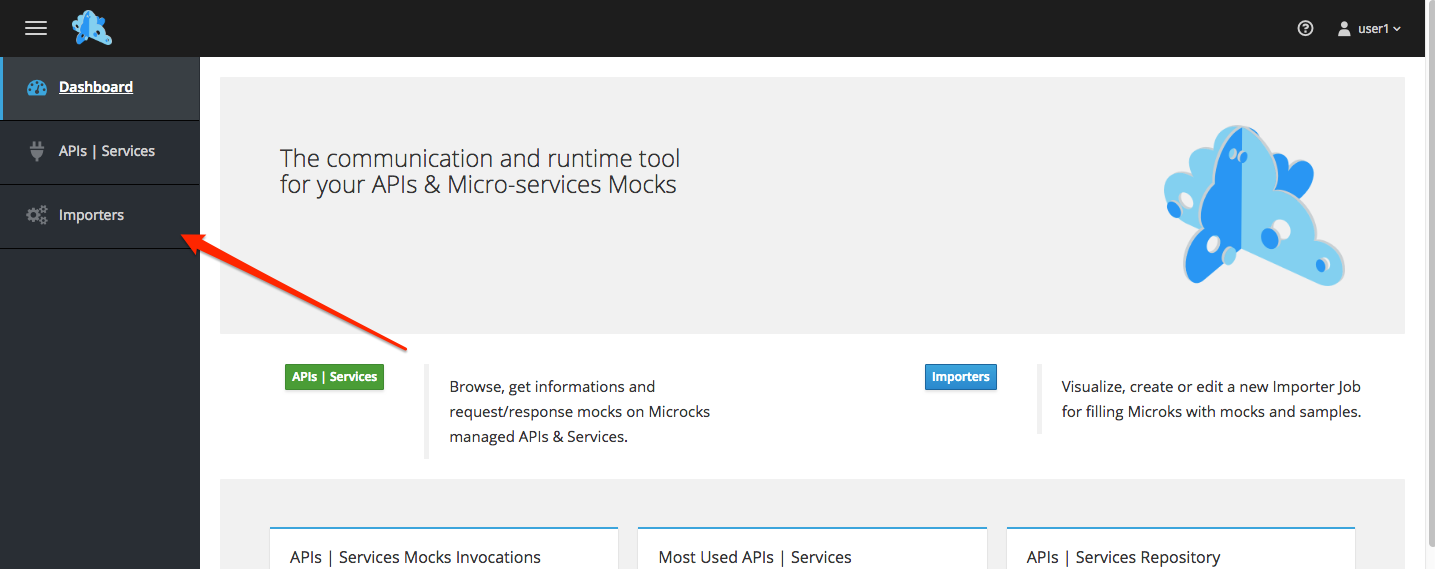 user1
Dashboard
APIs | Services
Importers
The communication and runtime tool
for your APIs & Micro-services Mocks
APIs | Services
Browse, get informations and
request/response mocks on Microcks
managed APIs & Services.
Importers
Visualize, create or edit a new Importer Job
for filling Microks with mocks and samples.
APIs | Services Mocks Invocations
Most Used APIs | Services
APIs | Services Repository